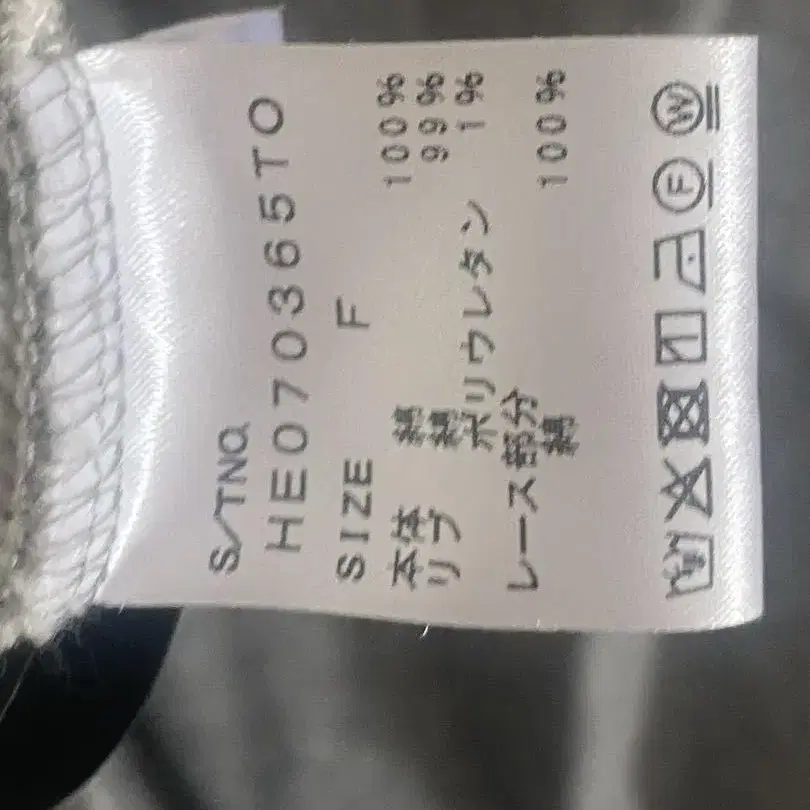 S/TNO.
HE070365TO
SIZE F
本体 綿 100%
リブ 綿 99%
ポリウレタン 1%
レース部分
綿 100%
F W